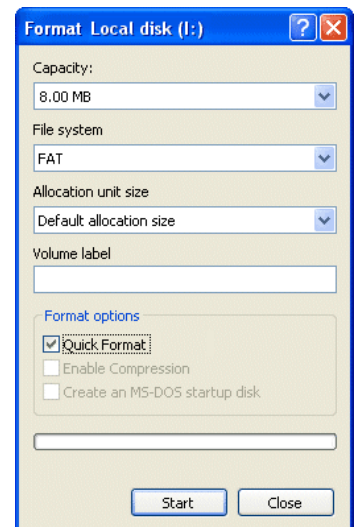 Format Local disk (I:)
Capacity:
8.00 MB
File system
FAT
Allocation unit size
Default allocation size
Volume label
Format options
Quick Format
Enable Compression
Create an MS-DOS startup disk
Start
Close